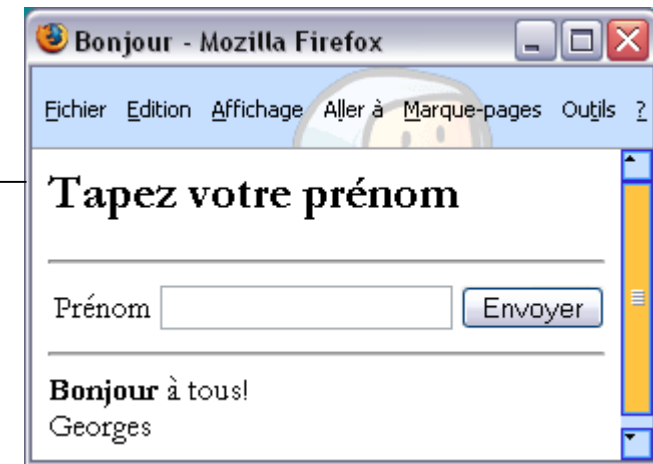 Bonjour - Mozilla Firefox
Fichier Edition Affichage Aller à Marque-pages Outils ?
Tapez votre prénom
Prénom Envoyer
Bonjour à tous!
Georges